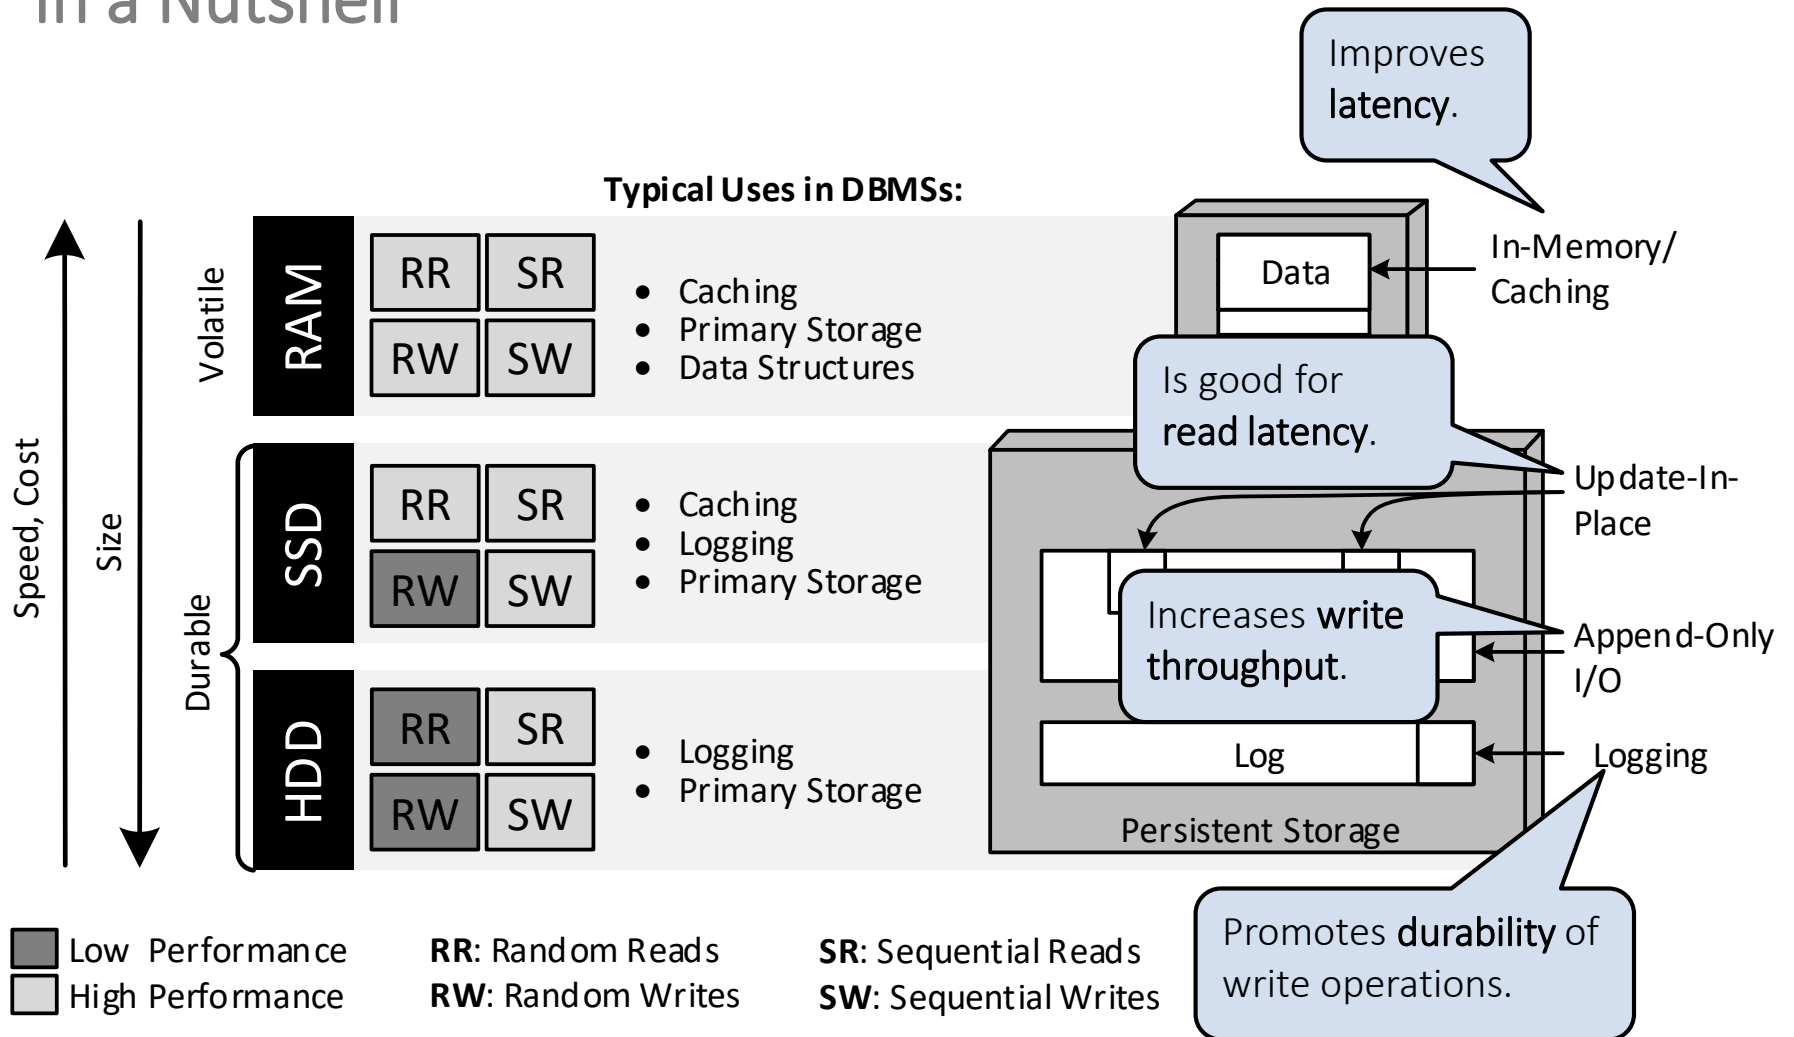 in a Nutshell
Improves
latency.
Typical Uses in DBMSs:
Speed, Cost
Size
Volatile
RAM
RR
SR
RW
SW
• Caching
• Primary Storage
• Data Structures
Data
In-Memory/
Caching
Is good for
read latency.
Durable
SSD
RR
SR
RW
SW
• Caching
• Logging
• Primary Storage
Update-In-
Place
Increases write
throughput.
Append-Only
I/O
HDD
RR
SR
RW
SW
• Logging
• Primary Storage
Log
Logging
Persistent Storage
Promotes durability of
write operations.
Low Performance
High Performance
RR: Random Reads
RW: Random Writes
SR: Sequential Reads
SW: Sequential Writes